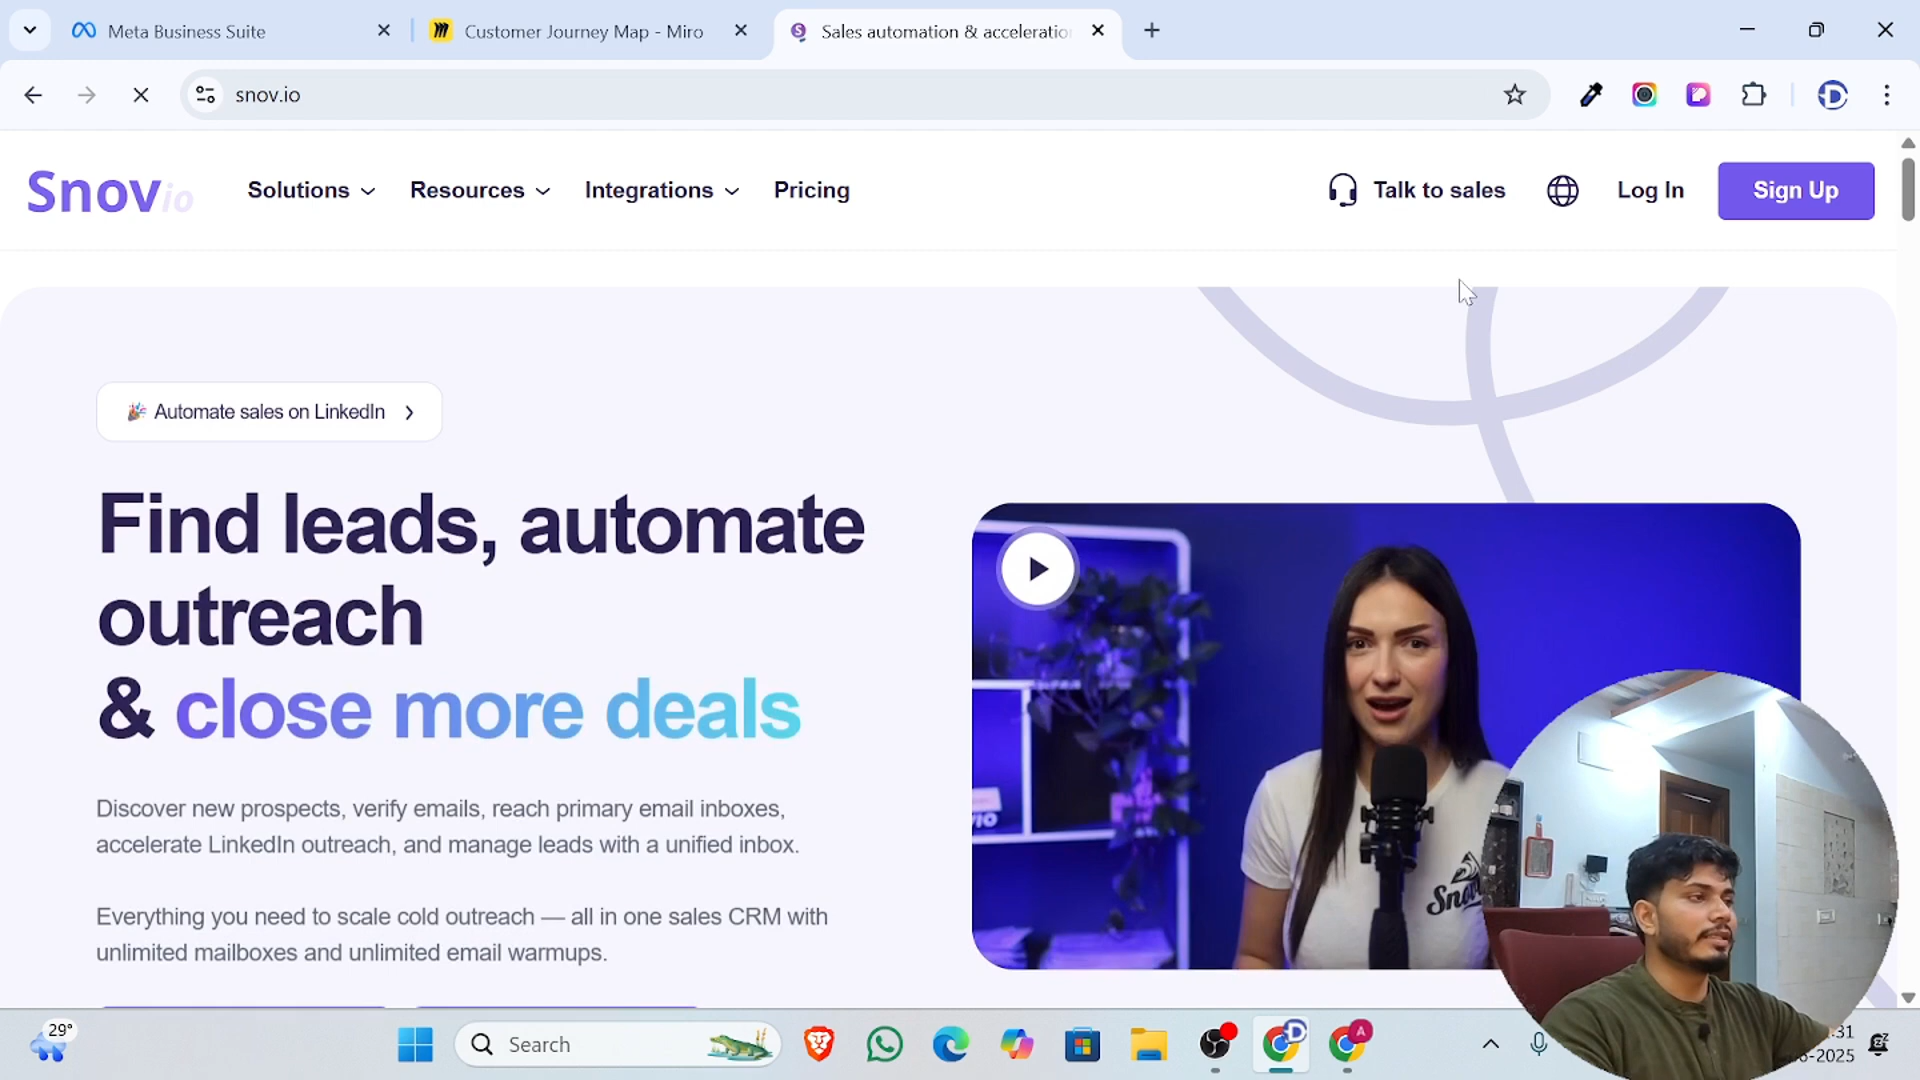 Meta Business Suite
Customer Journey Map - Miro
Sales automation & acceleratio
snov.io
Snovio
Solutions
Resources
Integrations
Pricing
Talk to sales
Log In
Sign Up
Automate sales on LinkedIn
Find leads, automate
outreach
& close more deals
Discover new prospects, verify emails, reach primary email inboxes,
accelerate LinkedIn outreach, and manage leads with a unified inbox.
Everything you need to scale cold outreach — all in one sales CRM with
unlimited mailboxes and unlimited email warmups.
Snov
29°
Search
:31
-2025